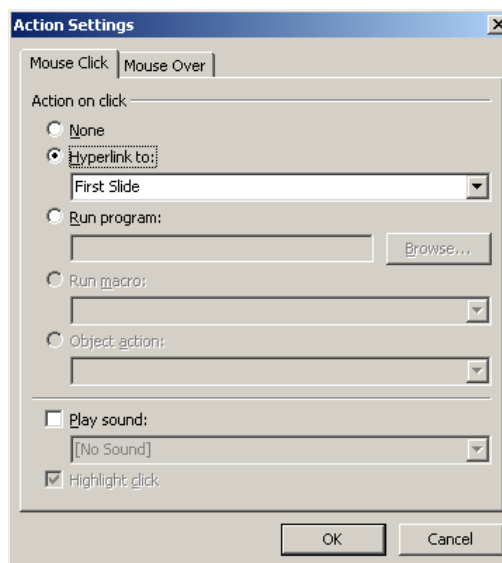 Action Settings
Mouse Click Mouse Over
Action on click
None
Hyperlink to:
First Slide
Run program:
Browse...
Run macro:
Object action:
Play sound:
[No Sound]
Highlight click
OK Cancel